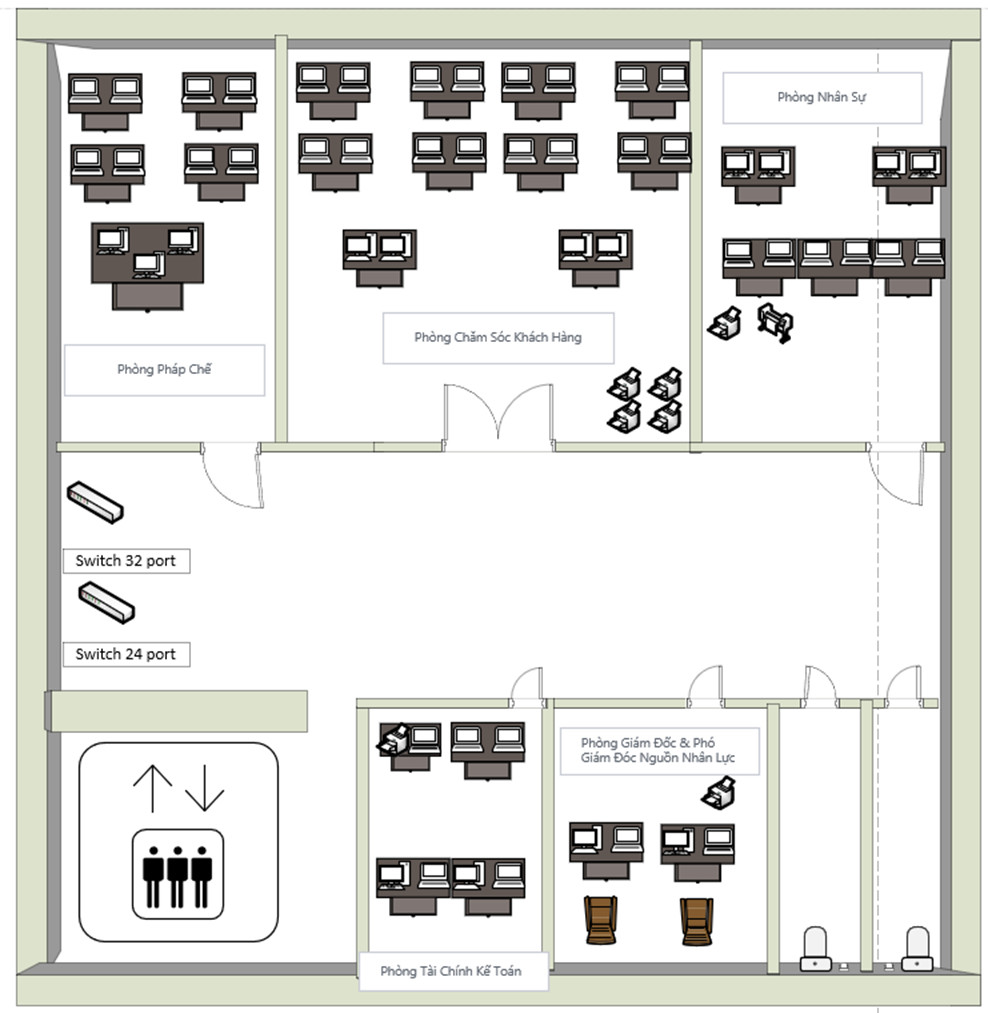 Phòng Nhân Sự
Phòng Chăm Sóc Khách Hàng
Phòng Pháp Chế
Switch 32 port
Switch 24 port
Phòng Giám Đốc & Phó
Giám Đóc Nguồn Nhân Lực
Phòng Tài Chính Kế Toán